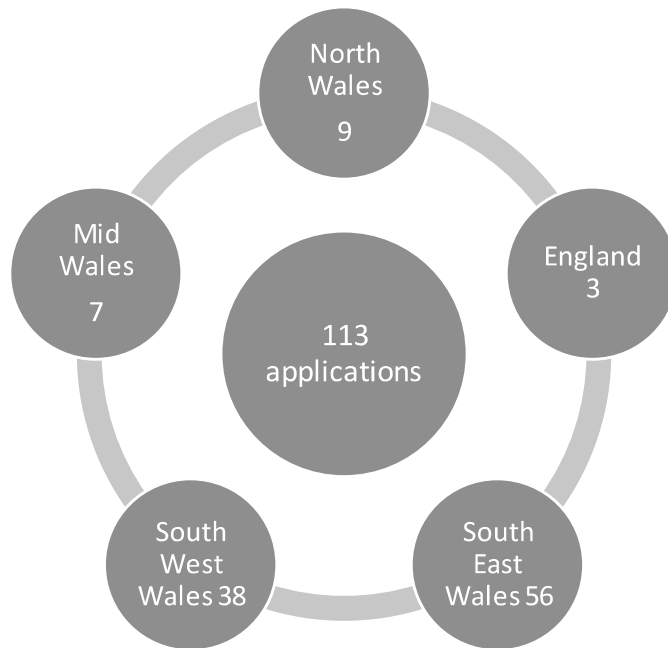 North
Wales
9
England
3
South
East
Wales 56
South
West
Wales 38
Mid
Wales
7
113
applications